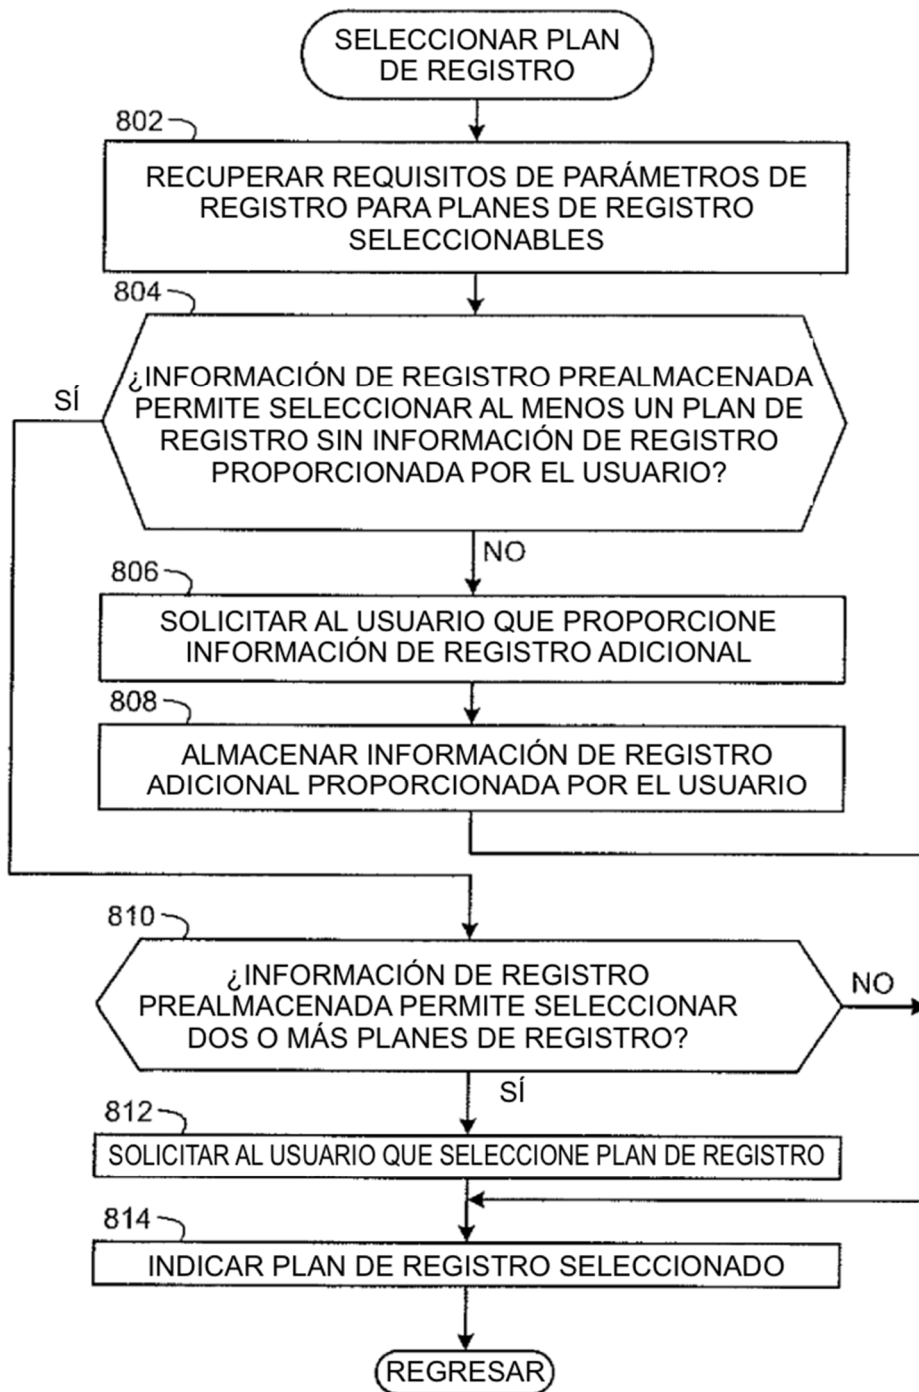 SELECCIONAR PLAN
DE REGISTRO
802
RECUPERAR REQUISITOS DE PARÁMETROS DE
REGISTRO PARA PLANES DE REGISTRO
SELECCIONABLES
804
¿INFORMACIÓN DE REGISTRO PREALMACENADA
PERMITE SELECCIONAR AL MENOS UN PLAN DE
REGISTRO SIN INFORMACIÓN DE REGISTRO
PROPORCIONADA POR EL USUARIO?
SÍ
NO
806
SOLICITAR AL USUARIO QUE PROPORCIONE
INFORMACIÓN DE REGISTRO ADICIONAL
808
ALMACENAR INFORMACIÓN DE REGISTRO
ADICIONAL PROPORCIONADA POR EL USUARIO
810
¿INFORMACIÓN DE REGISTRO
PREALMACENADA PERMITE SELECCIONAR
DOS O MÁS PLANES DE REGISTRO?
NO
SÍ
812
SOLICITAR AL USUARIO QUE SELECCIONE PLAN DE REGISTRO
814
INDICAR PLAN DE REGISTRO SELECCIONADO
REGRESAR